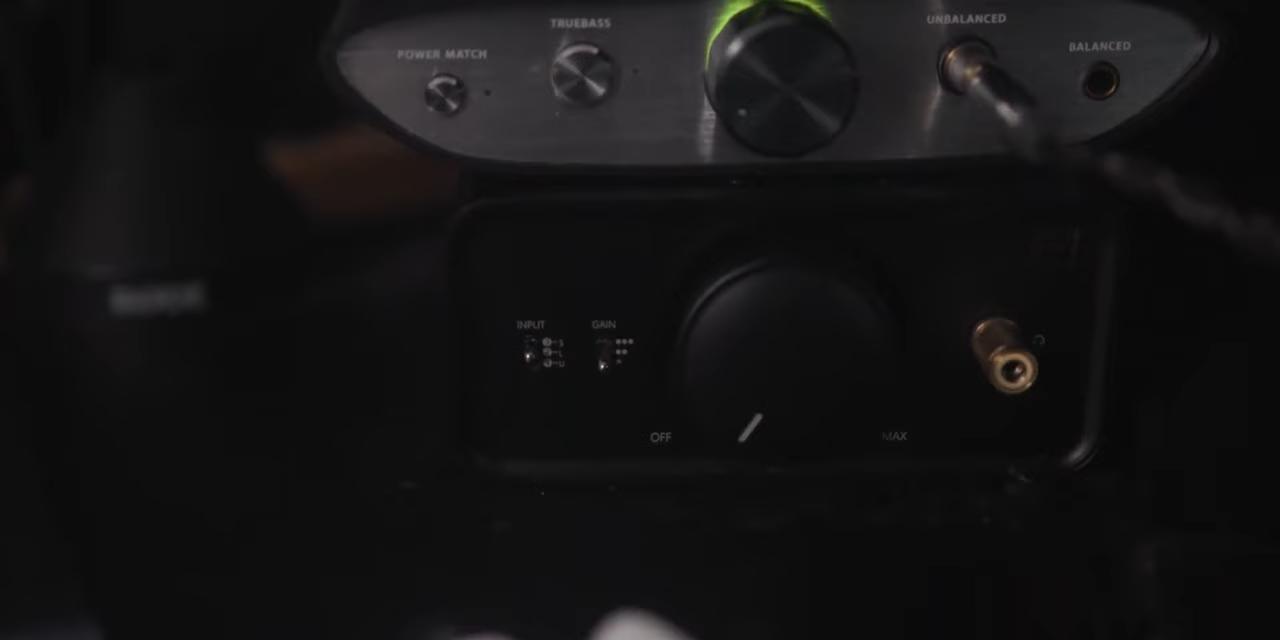 TRUEBASS
UNBALANCED
POWER MATCH
BALANCED
INPUT
GAIN
OFF
MAX